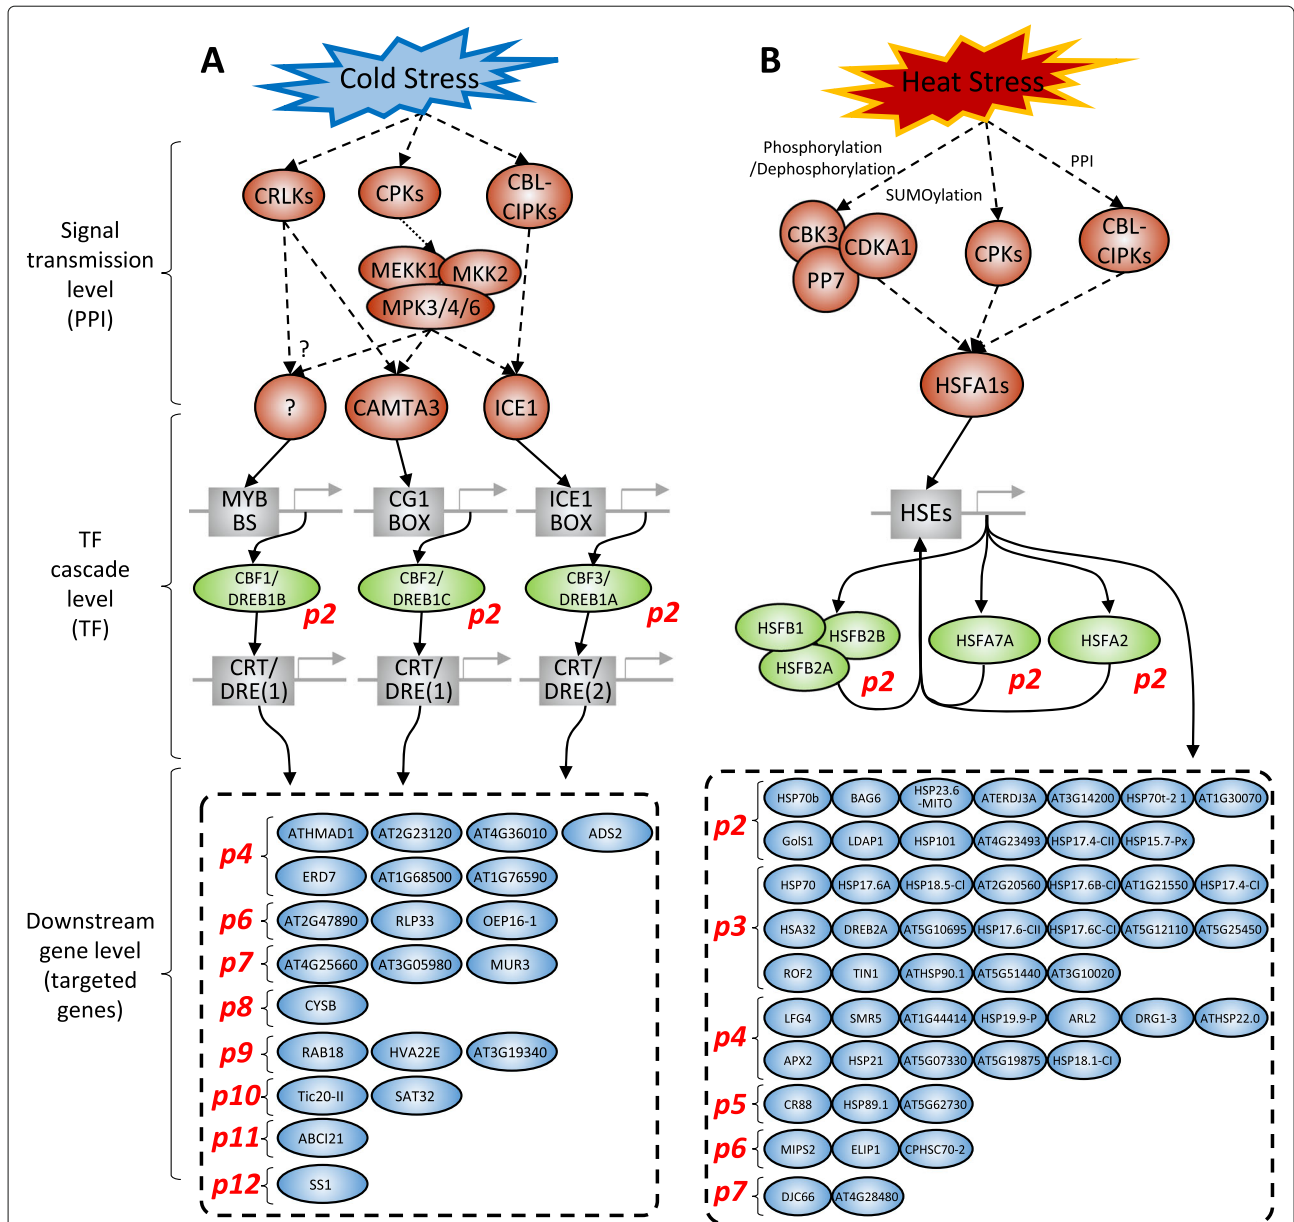 A
Cold Stress
B
Heat Stress
Signal
transmission
level
(PPI)
CRLKs
CPKs
CBL-
CIPKs
MEKK1
MKK2
MPK3/4/6
?
?
CAMTA3
ICE1
Phosphorylation
/Dephosphorylation
SUMOylation
PPI
CBK3
CDKA1
PP7
CPKs
CBL-
CIPKs
HSFA1s
TF
cascade
level
(TF)
MYB
BS
CG1
BOX
ICE1
BOX
CBF1/
DREB1B
p2
CBF2/
DREB1C
p2
CBF3/
DREB1A
p2
CRT/
DRE(1)
CRT/
DRE(1)
CRT/
DRE(2)
HSEs
HSFB1
HSFB2B
HSFB2A
p2
HSFA7A
p2
HSFA2
p2
Downstream
gene level
(targeted
genes)
p4
ATHMAD1 AT2G23120 AT4G36010 ADS2
ERD7 AT1G68500 AT1G76590
p6
AT2G47890 RLP33 OEP16-1
p7
AT4G25660 AT3G05980 MUR3
p8
CYSB
p9
RAB18 HVA22E AT3G19340
p10
Tic20-II SAT32
p11
ABCI21
p12
SS1
p2
HSP70b BAG6 HSP23.6
-MITO ATERDJ3A AT3G14200 HSP70t-2 1 AT1G30070
GolS1 LDAP1 HSP101 AT4G23493 HSP17.4-CII HSP15.7-Px
p3
HSP70 HSP17.6A HSP18.5-CI AT2G20560 HSP17.6B-CI AT1G21550 HSP17.4-CI
HSA32 DREB2A AT5G10695 HSP17.6-CII HSP17.6C-CI AT5G12110 AT5G25450
ROF2 TIN1 ATHSP90.1 AT5G51440 AT3G10020
p4
LFG4 SMR5 AT1G44414 HSP19.9-P ARL2 DRG1-3 ATHSP22.0
APX2 HSP21 AT5G07330 AT5G19875 HSP18.1-CI
p5
CR88 HSP89.1 AT5G62730
p6
MIPS2 ELIP1 CPHSC70-2
p7
DJC66 AT4G28480